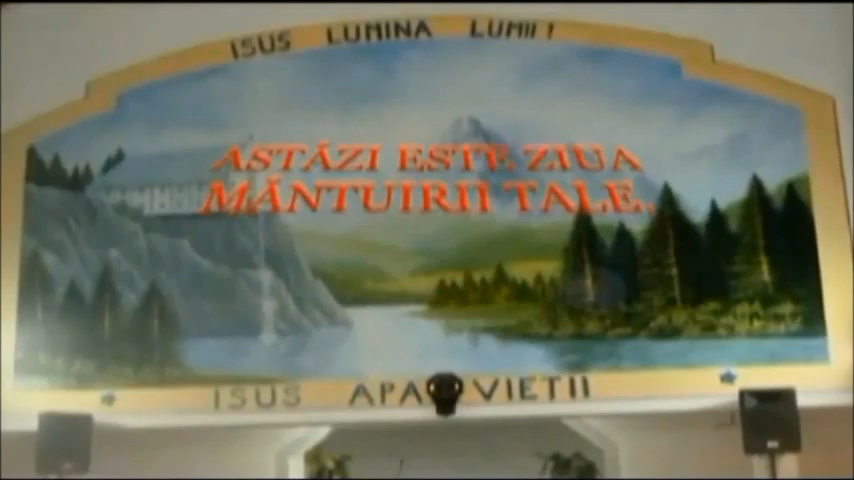 ISUS LUMINA LUMII!
ASTĂZI ESTE ZIUA
MÂNTUIRII TALE.
ISUS APA VIETII